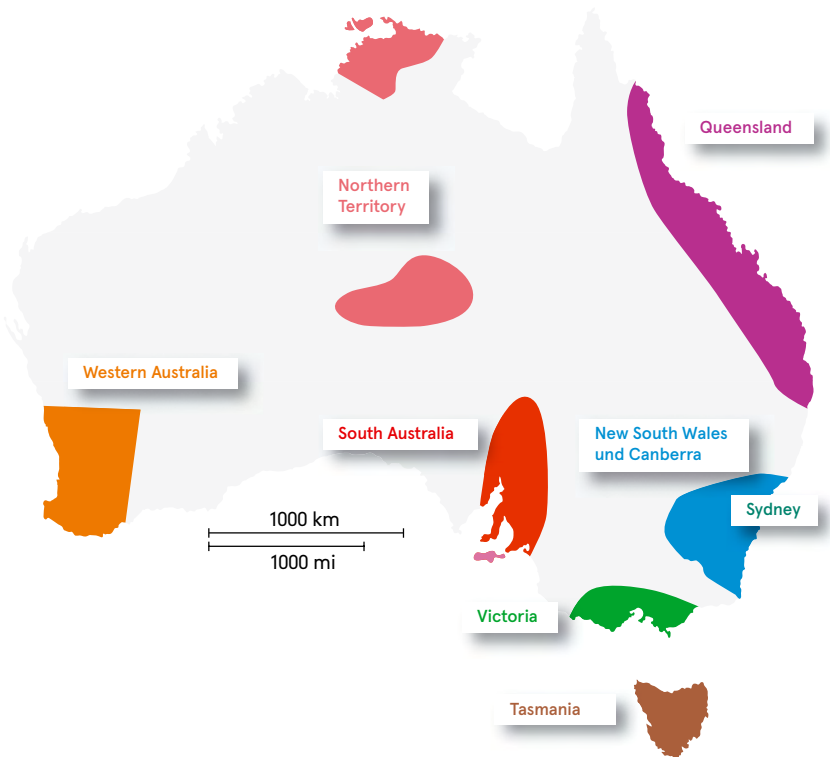 Queensland
Northern
Territory
Western Australia
South Australia
New South Wales
und Canberra
Sydney
1000 km
1000 mi
Victoria
Tasmania